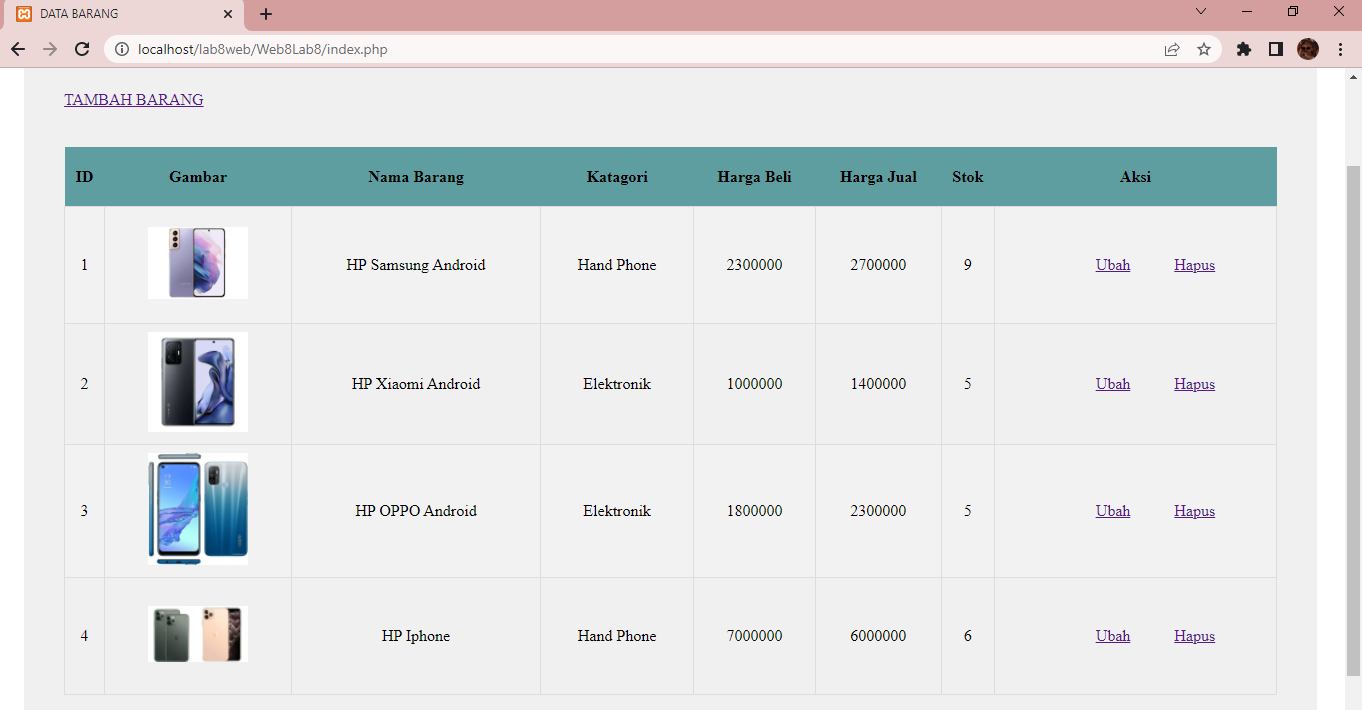 DATA BARANG
localhost/lab8web/Web8Lab8/index.php
TAMBAH BARANG
ID Gambar Nama Barang Katagori Harga Beli Harga Jual Stok Aksi
1 HP Samsung Android Hand Phone 2300000 2700000 9 Ubah Hapus
2 HP Xiaomi Android Elektronik 1000000 1400000 5 Ubah Hapus
3 HP OPPO Android Elektronik 1800000 2300000 5 Ubah Hapus
4 HP Iphone Hand Phone 7000000 6000000 6 Ubah Hapus